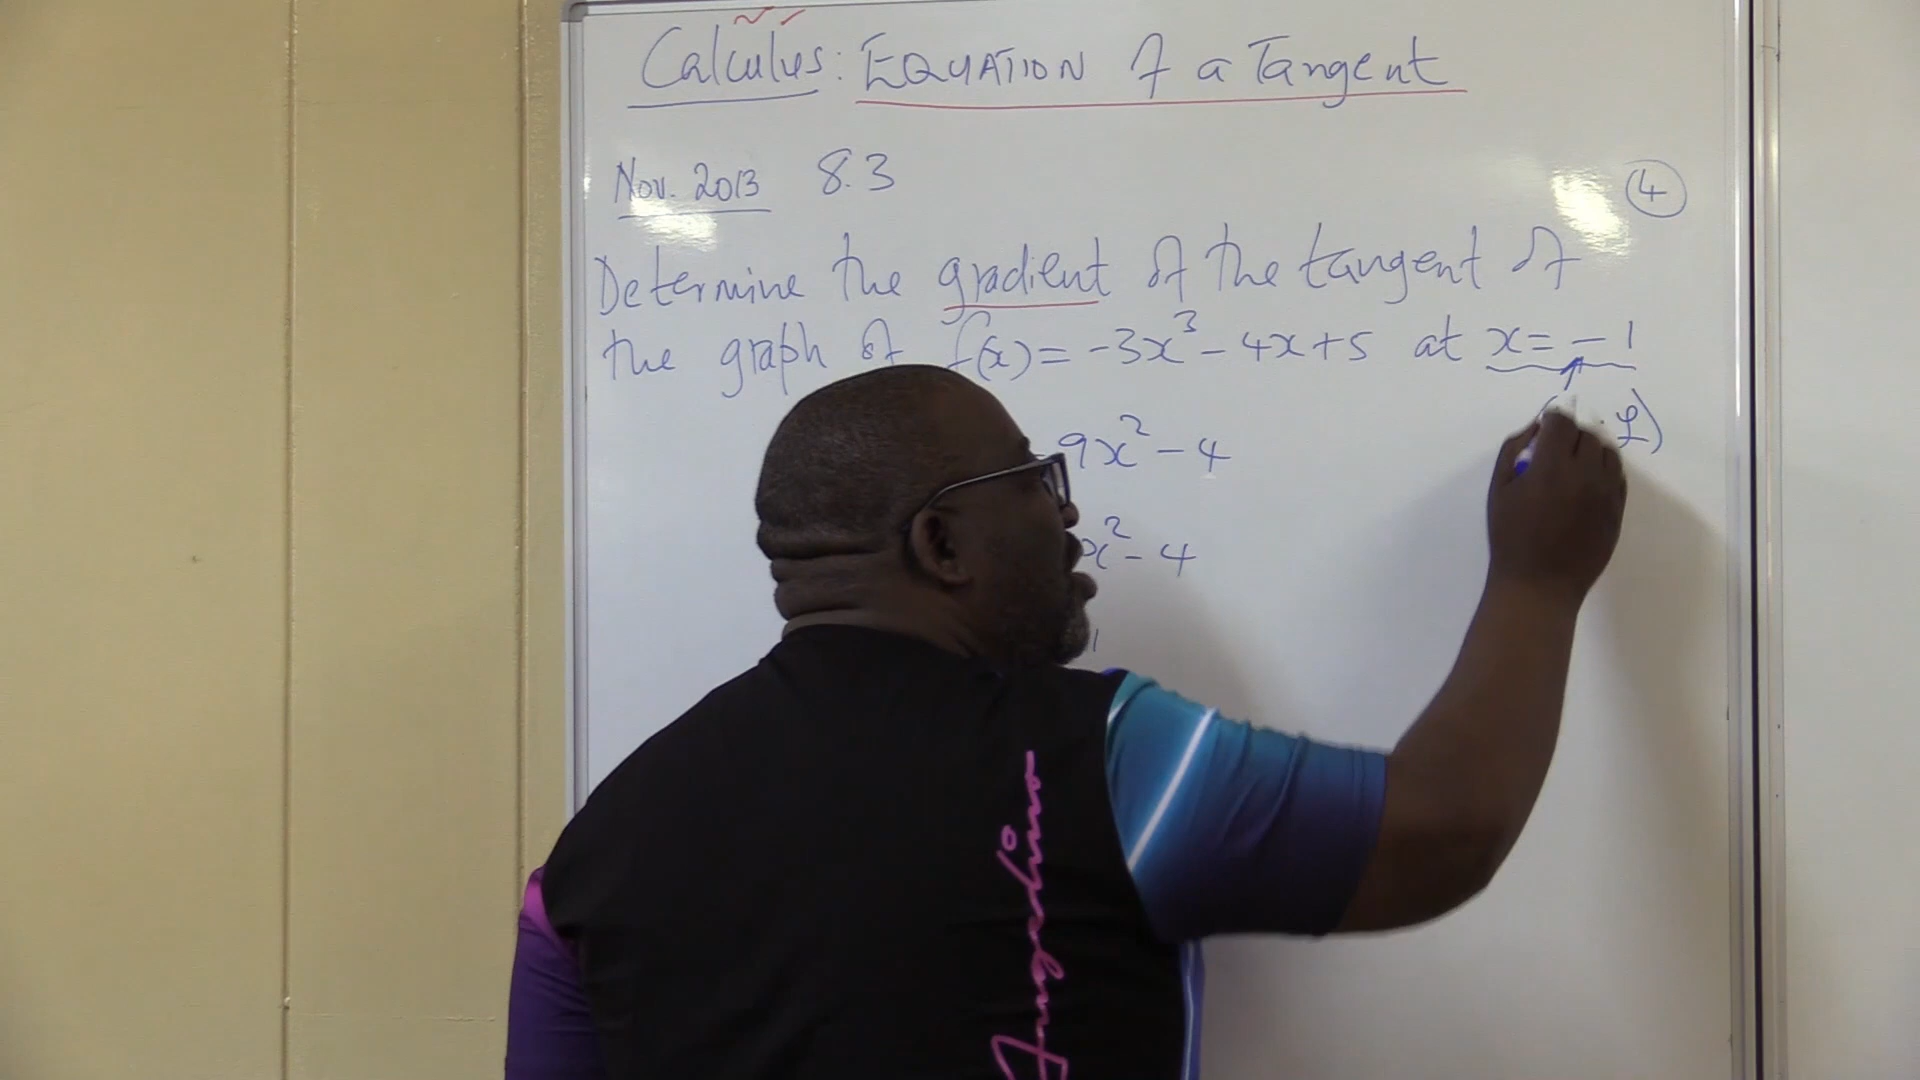 Calculus: EQUATION of a Tangent
Nov. 2013 8.3
4
Determine the gradient of the tangent of
the graph of f(x) = -3x³ - 4x + 5 at x = -1
y)
- 9x² - 4
x² - 4
Angelino